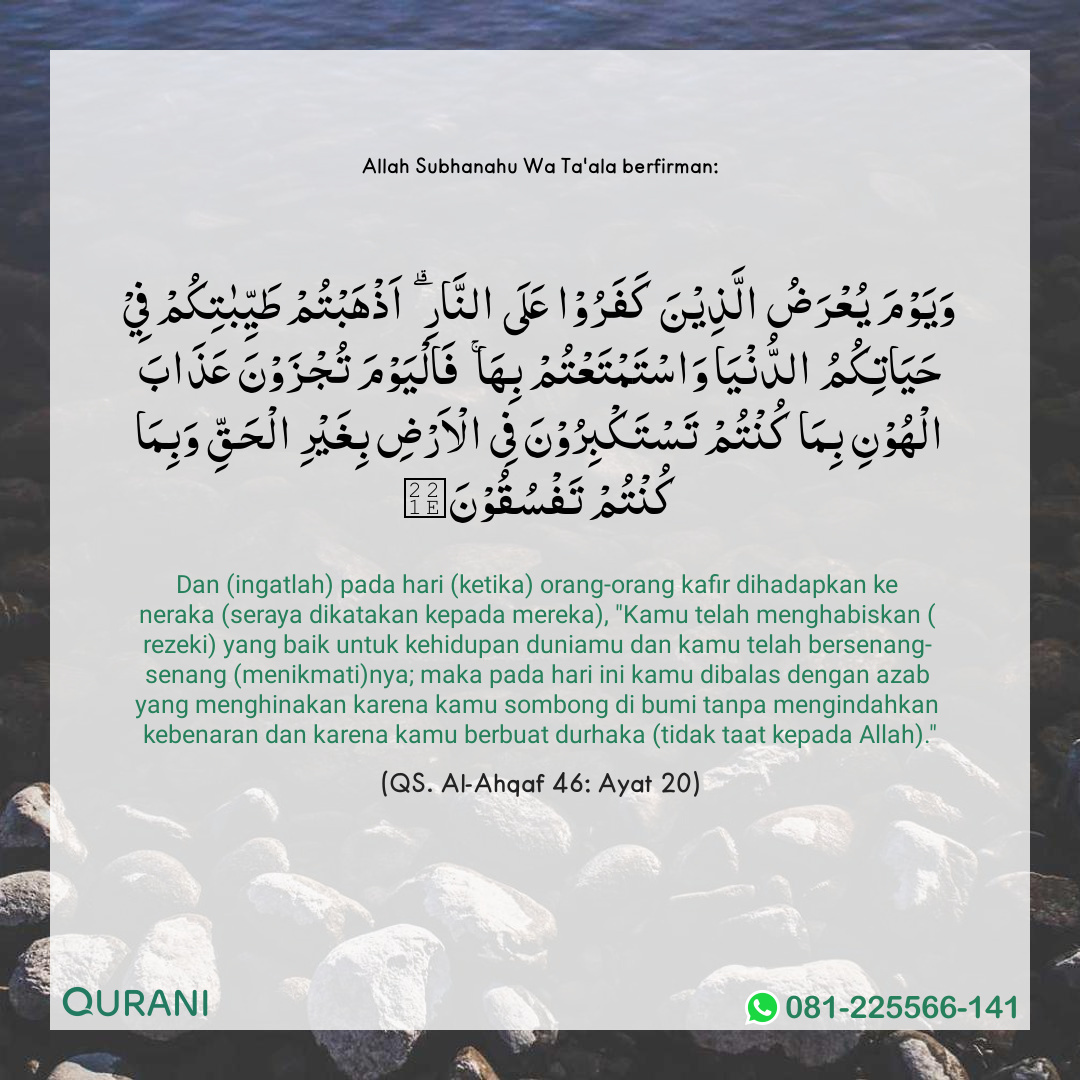 Allah Subhanahu Wa Ta'ala berfirman:
وَيَوْمَ يُعْرَضُ الَّذِيْنَ كَفَرُوْا عَلَى النَّارِۗ اَذْهَبْتُمْ طَيِّبٰتِكُمْ فِيْ
حَيَاتِكُمُ الدُّنْيَا وَاسْتَمْتَعْتُمْ بِهَاۚ فَالْيَوْمَ تُجْزَوْنَ عَذَابَ
الْهُوْنِ بِمَا كُنْتُمْ تَسْتَكْبِرُوْنَ فِى الْاَرْضِ بِغَيْرِ الْحَقِّ وَبِمَا
كُنْتُمْ تَفْسُقُوْنَ∞
Dan (ingatlah) pada hari (ketika) orang-orang kafir dihadapkan ke
neraka (seraya dikatakan kepada mereka), "Kamu telah menghabiskan (
rezeki) yang baik untuk kehidupan duniamu dan kamu telah bersenang-
senang (menikmati)nya; maka pada hari ini kamu dibalas dengan azab
yang menghinakan karena kamu sombong di bumi tanpa mengindahkan
kebenaran dan karena kamu berbuat durhaka (tidak taat kepada Allah)."
(QS. Al-Ahqaf 46: Ayat 20)
QURANI
081-225566-141